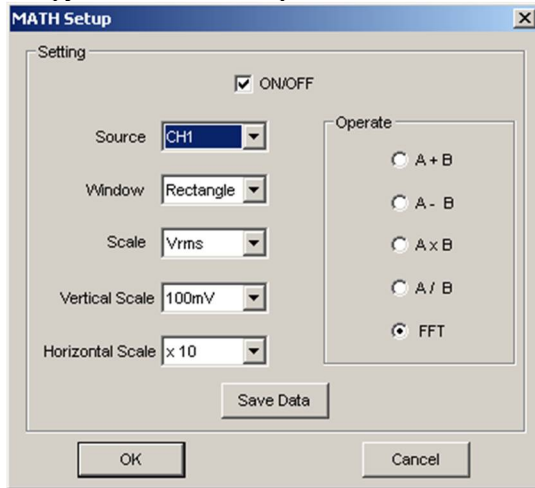 MATH Setup
Setting
ON/OFF
Source CH1
Window Rectangle
Scale Vrms
Vertical Scale 100mV
Horizontal Scale x 10
Operate
A + B
A - B
A x B
A / B
FFT
Save Data
OK
Cancel